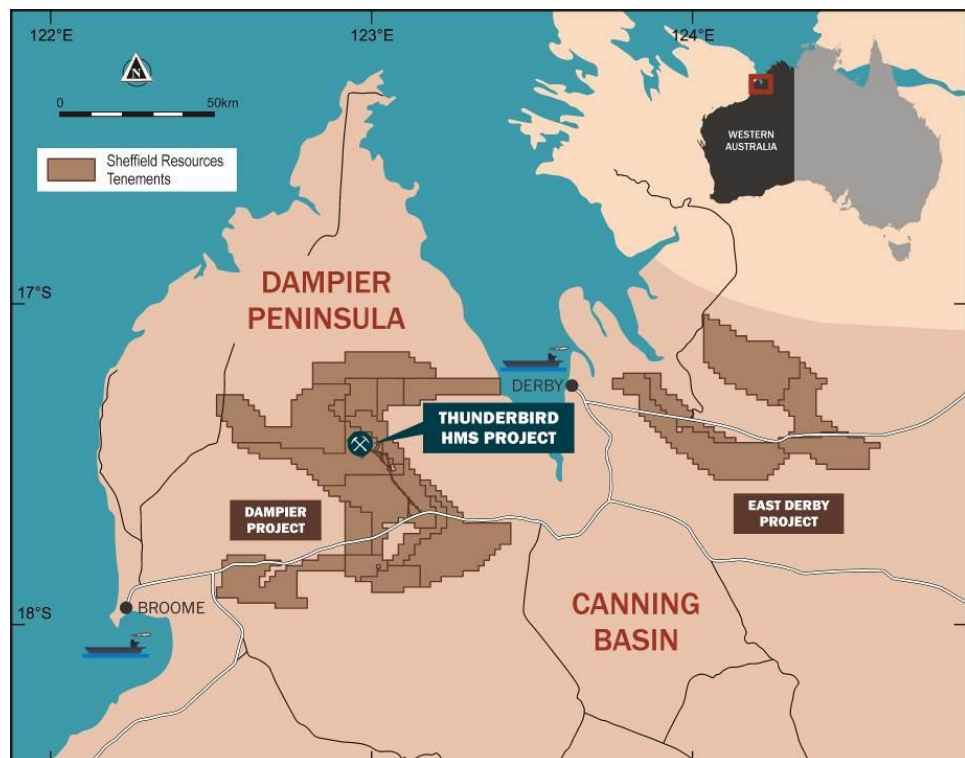 122°E
123°E
124°E
N
0
50km
Sheffield Resources
Tenements
WESTERN
AUSTRALIA
17°S
DAMPIER
PENINSULA
DERBY
THUNDERBIRD
HMS PROJECT
DAMPIER
PROJECT
EAST DERBY
PROJECT
BROOME
18°S
CANNING
BASIN